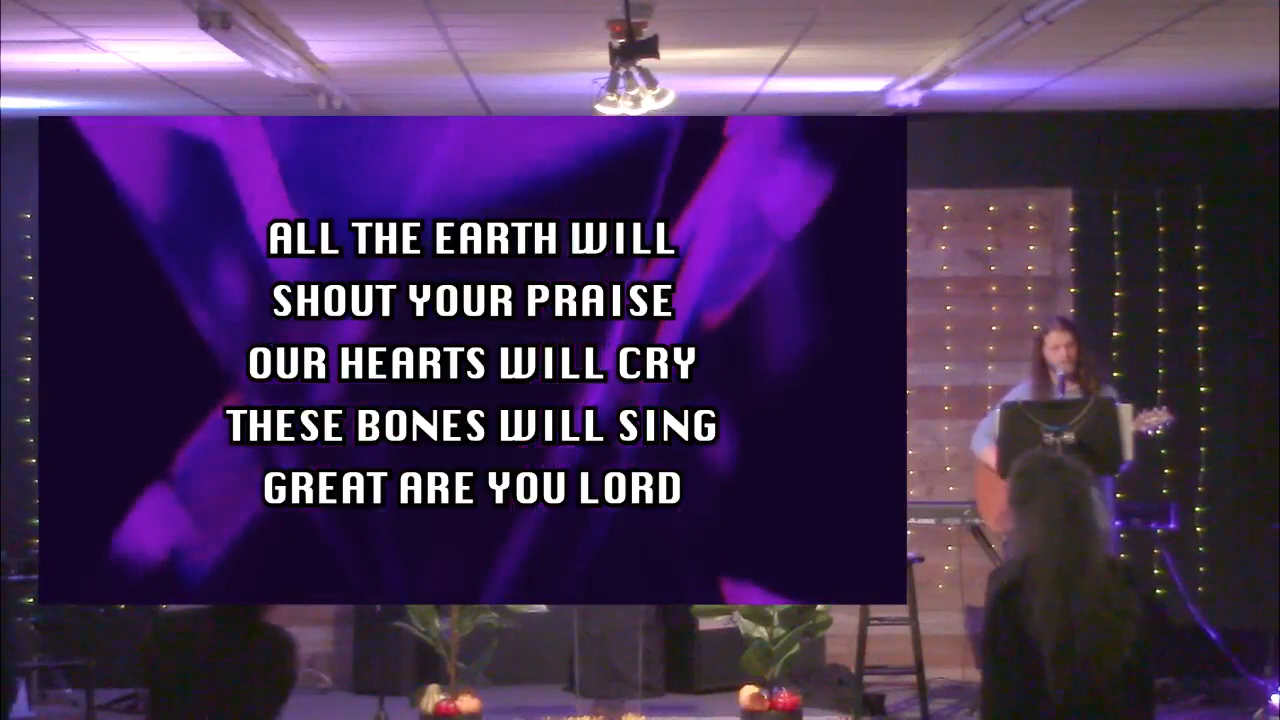 ALL THE EARTH WILL
SHOUT YOUR PRAISE
OUR HEARTS WILL CRY
THESE BONES WILL SING
GREAT ARE YOU LORD